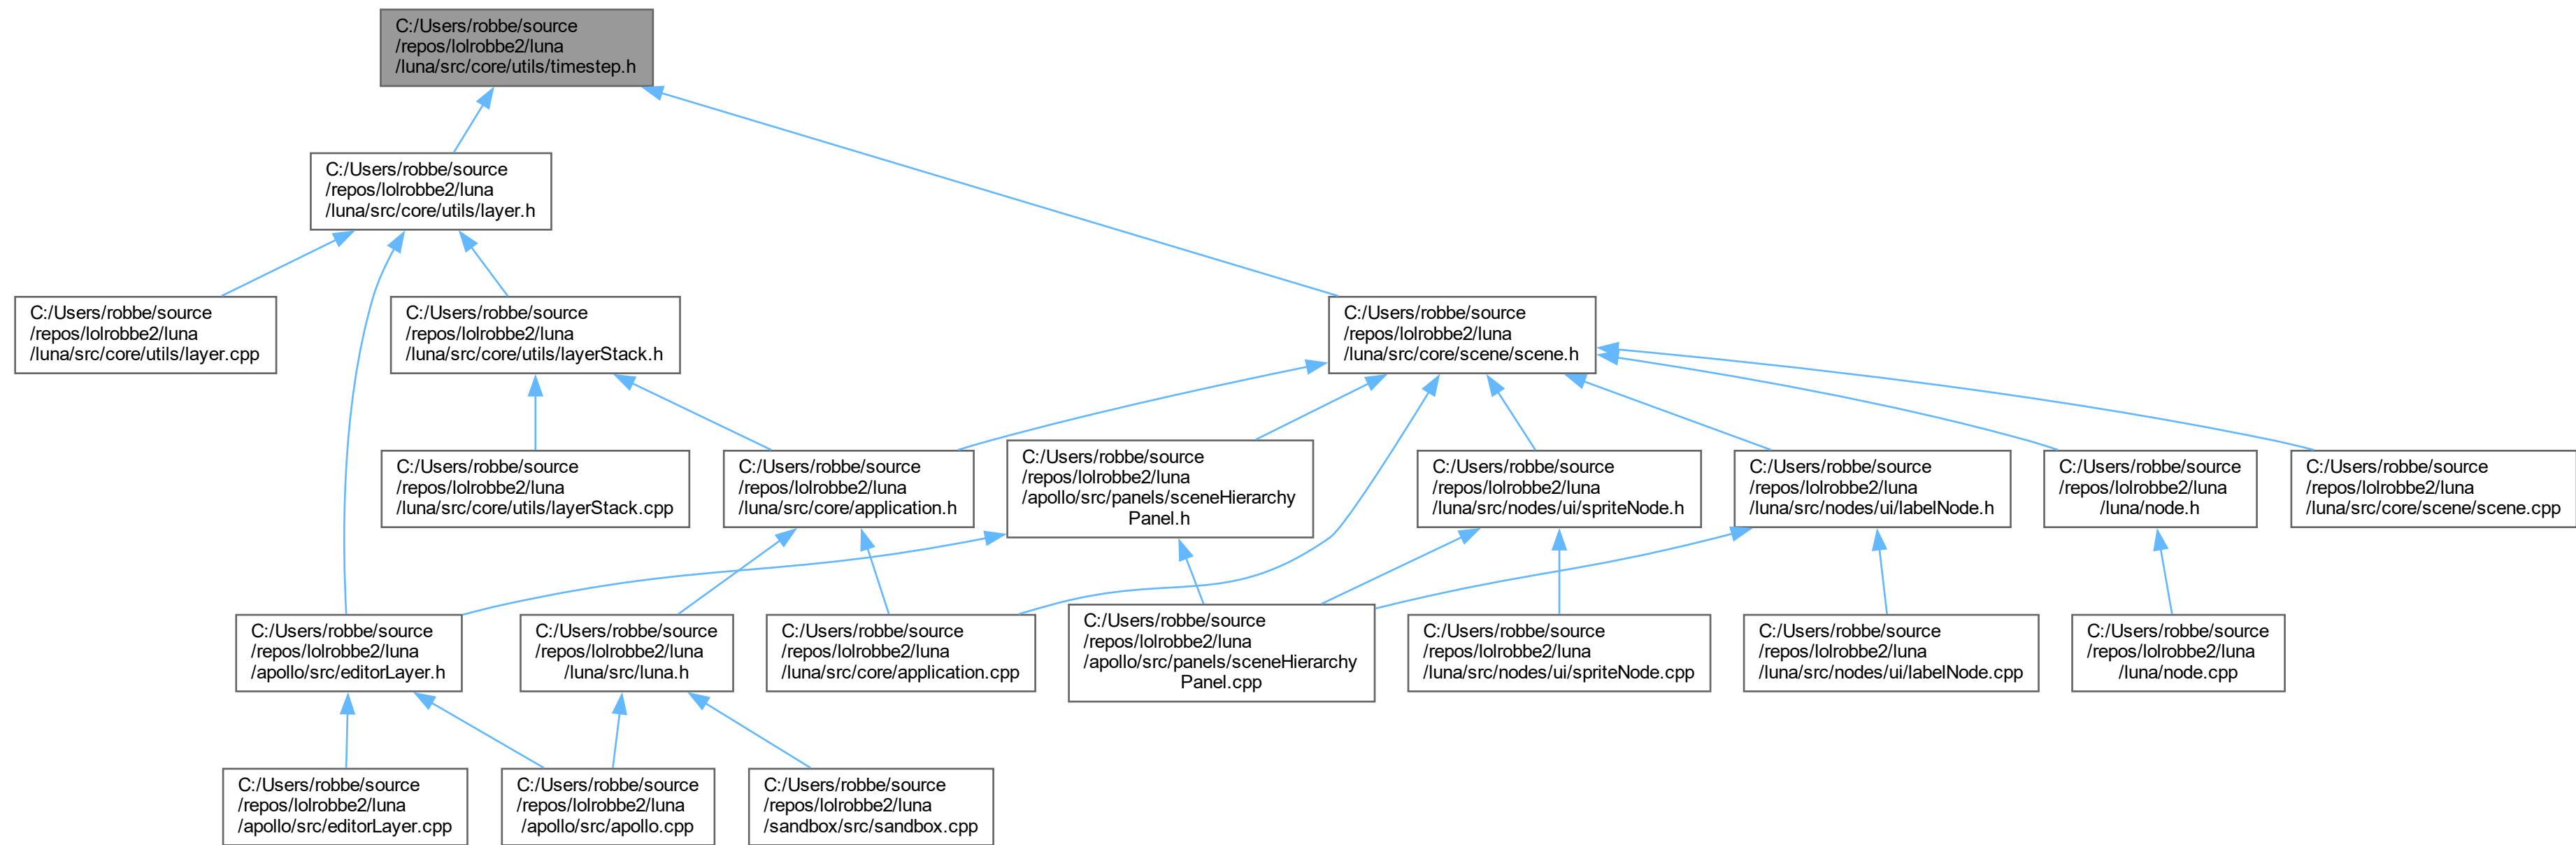 C:/Users/robbe/source
/repos/lolrobbe2/luna
/luna/src/core/utils/timestep.h
C:/Users/robbe/source
/repos/lolrobbe2/luna
/luna/src/core/utils/layer.h
C:/Users/robbe/source
/repos/lolrobbe2/luna
/luna/src/core/utils/layer.cpp
C:/Users/robbe/source
/repos/lolrobbe2/luna
/luna/src/core/utils/layerStack.h
C:/Users/robbe/source
/repos/lolrobbe2/luna
/luna/src/core/scene/scene.h
C:/Users/robbe/source
/repos/lolrobbe2/luna
/luna/src/core/utils/layerStack.cpp
C:/Users/robbe/source
/repos/lolrobbe2/luna
/luna/src/core/application.h
C:/Users/robbe/source
/repos/lolrobbe2/luna
/apollo/src/panels/sceneHierarchy
Panel.h
C:/Users/robbe/source
/repos/lolrobbe2/luna
/luna/src/nodes/ui/spriteNode.h
C:/Users/robbe/source
/repos/lolrobbe2/luna
/luna/src/nodes/ui/labelNode.h
C:/Users/robbe/source
/repos/lolrobbe2/luna
/luna/node.h
C:/Users/robbe/source
/repos/lolrobbe2/luna
/luna/src/core/scene/scene.cpp
C:/Users/robbe/source
/repos/lolrobbe2/luna
/apollo/src/editorLayer.h
C:/Users/robbe/source
/repos/lolrobbe2/luna
/luna/src/luna.h
C:/Users/robbe/source
/repos/lolrobbe2/luna
/luna/src/core/application.cpp
C:/Users/robbe/source
/repos/lolrobbe2/luna
/apollo/src/panels/sceneHierarchy
Panel.cpp
C:/Users/robbe/source
/repos/lolrobbe2/luna
/luna/src/nodes/ui/spriteNode.cpp
C:/Users/robbe/source
/repos/lolrobbe2/luna
/luna/src/nodes/ui/labelNode.cpp
C:/Users/robbe/source
/repos/lolrobbe2/luna
/luna/node.cpp
C:/Users/robbe/source
/repos/lolrobbe2/luna
/apollo/src/editorLayer.cpp
C:/Users/robbe/source
/repos/lolrobbe2/luna
/apollo/src/apollo.cpp
C:/Users/robbe/source
/repos/lolrobbe2/luna
/sandbox/src/sandbox.cpp